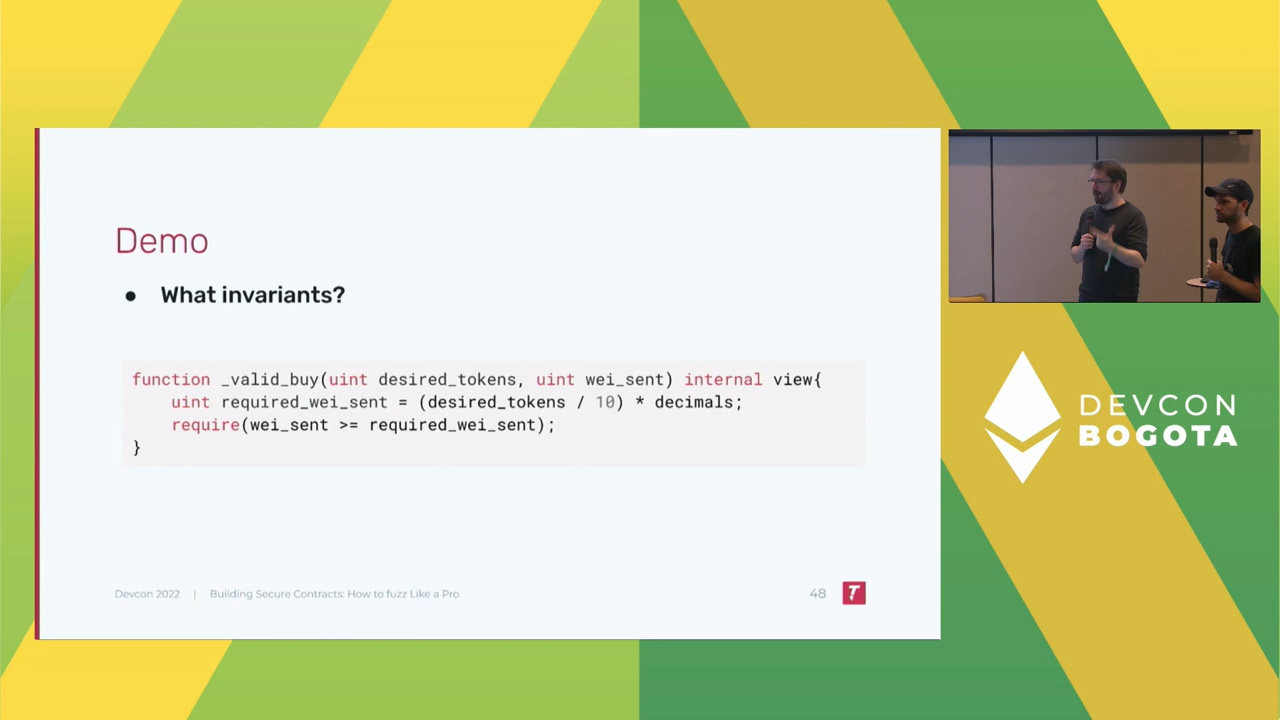 Demo
● What invariants?
function _valid_buy(uint desired_tokens, uint wei_sent) internal view{
    uint required_wei_sent = (desired_tokens / 10) * decimals;
    require(wei_sent >= required_wei_sent);
}
Devcon 2022 | Building Secure Contracts: How to fuzz Like a Pro 48 T
DEVCON
BOGOTA